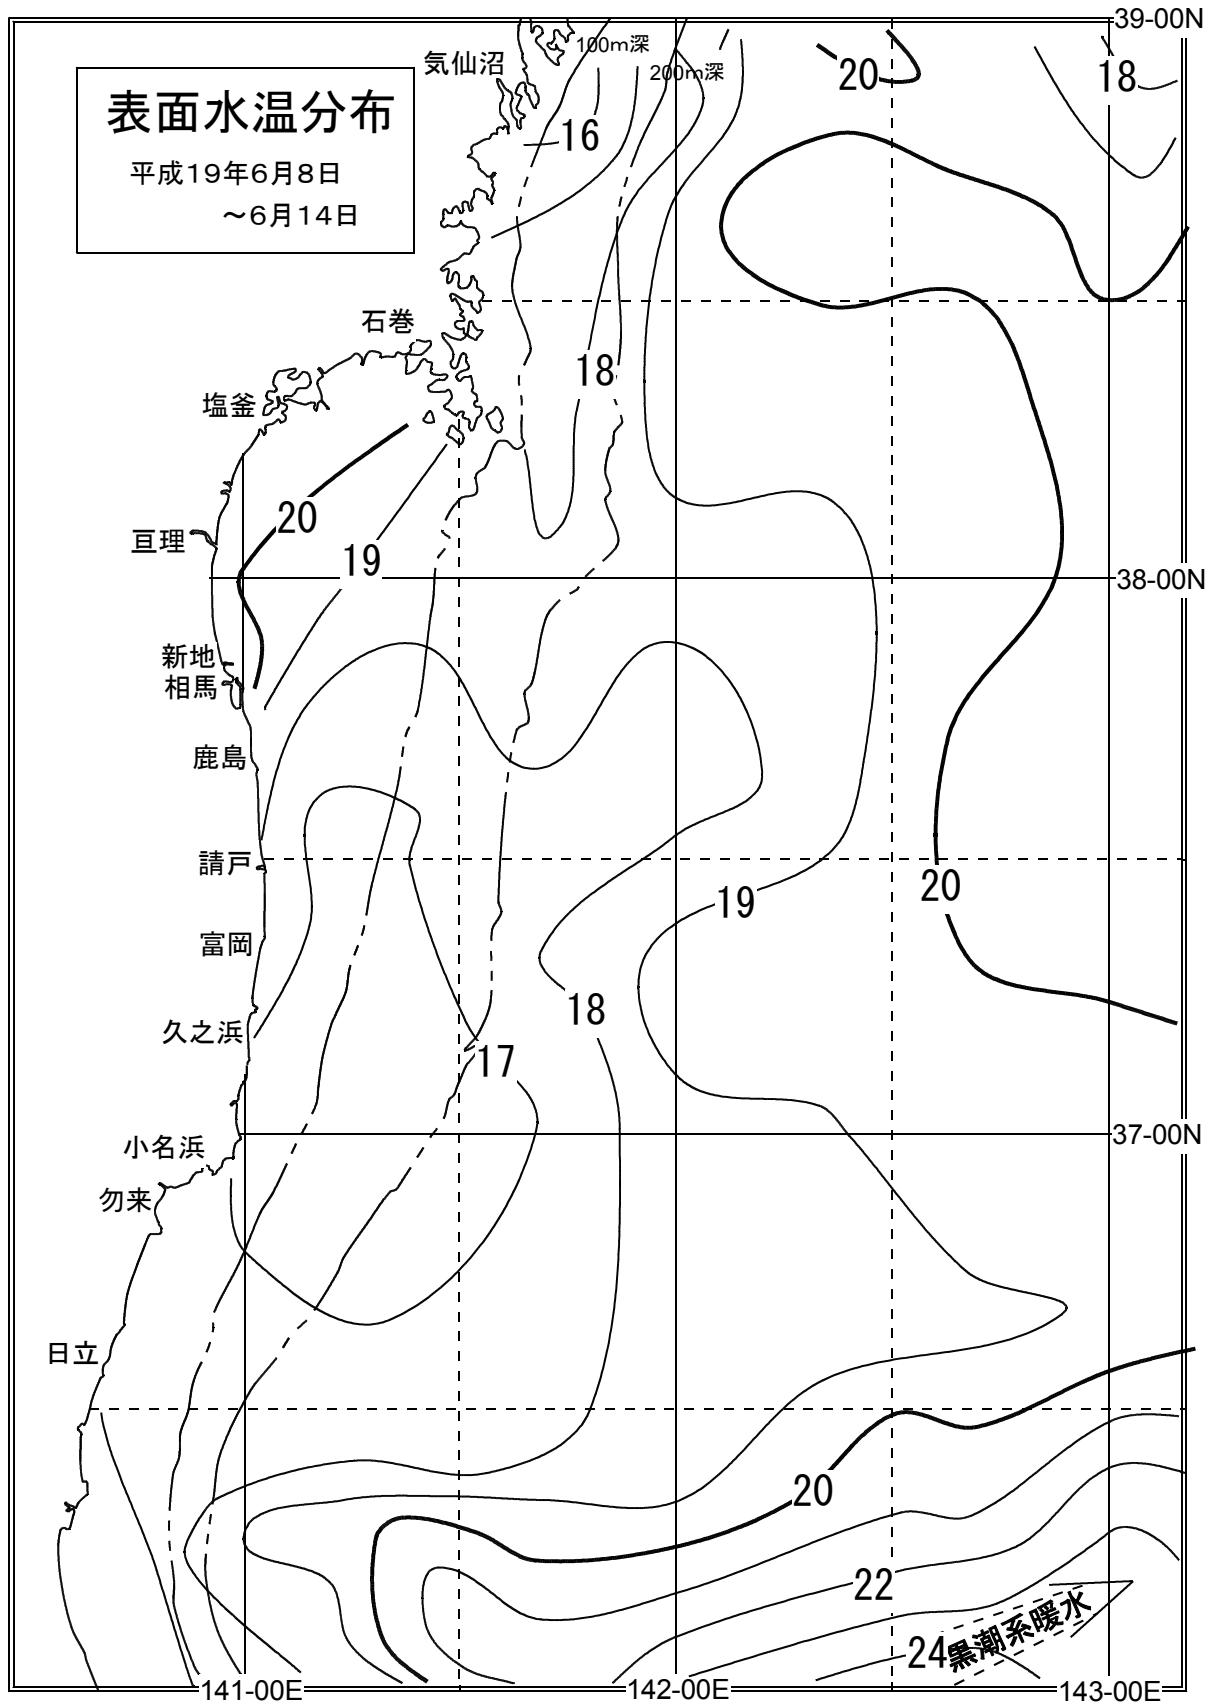 39-00N
100m深
気仙沼
200m深
20
18
表面水温分布
16
平成19年6月8日
～6月14日
石巻
18
塩釜
20
亘理
19
38-00N
新地
相馬
鹿島
請戸
20
19
富岡
18
久之浜
17
小名浜
37-00N
勿来
日立
20
22
黒潮系暖水
24
141-00E
142-00E
143-00E